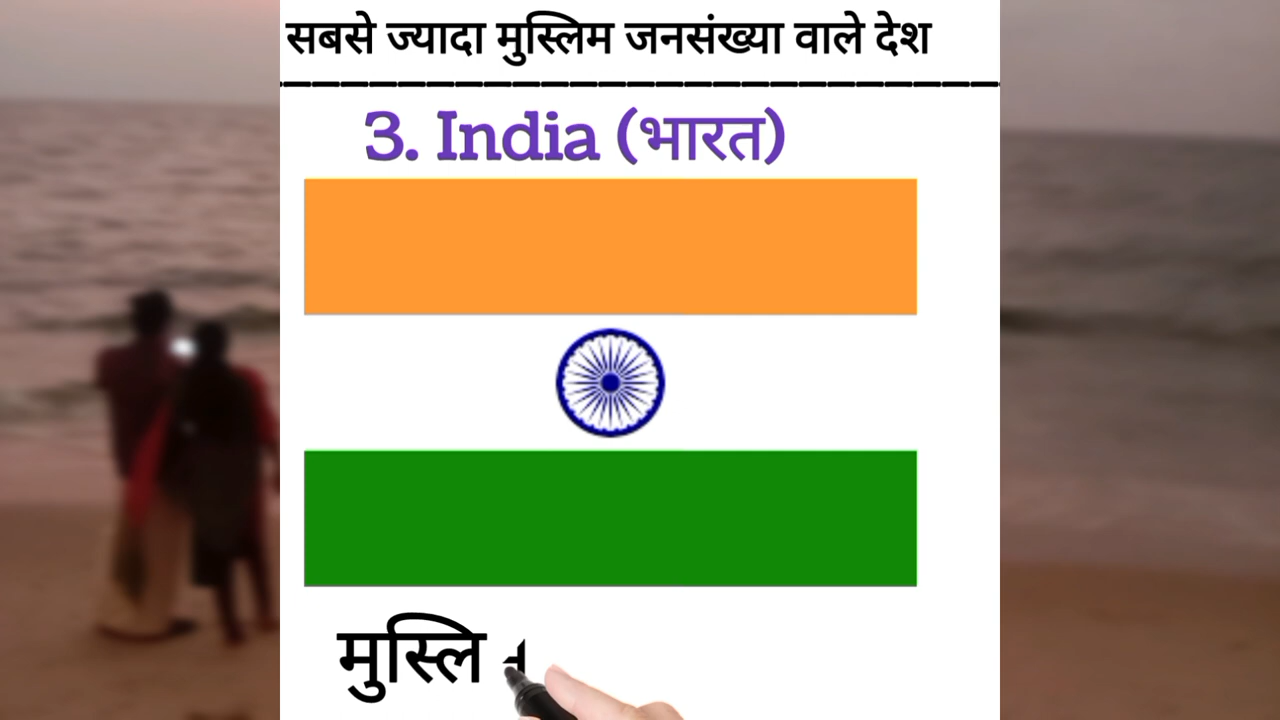 सबसे ज्यादा मुस्लिम जनसंख्या वाले देश
3. India (भारत)
मुस्लि